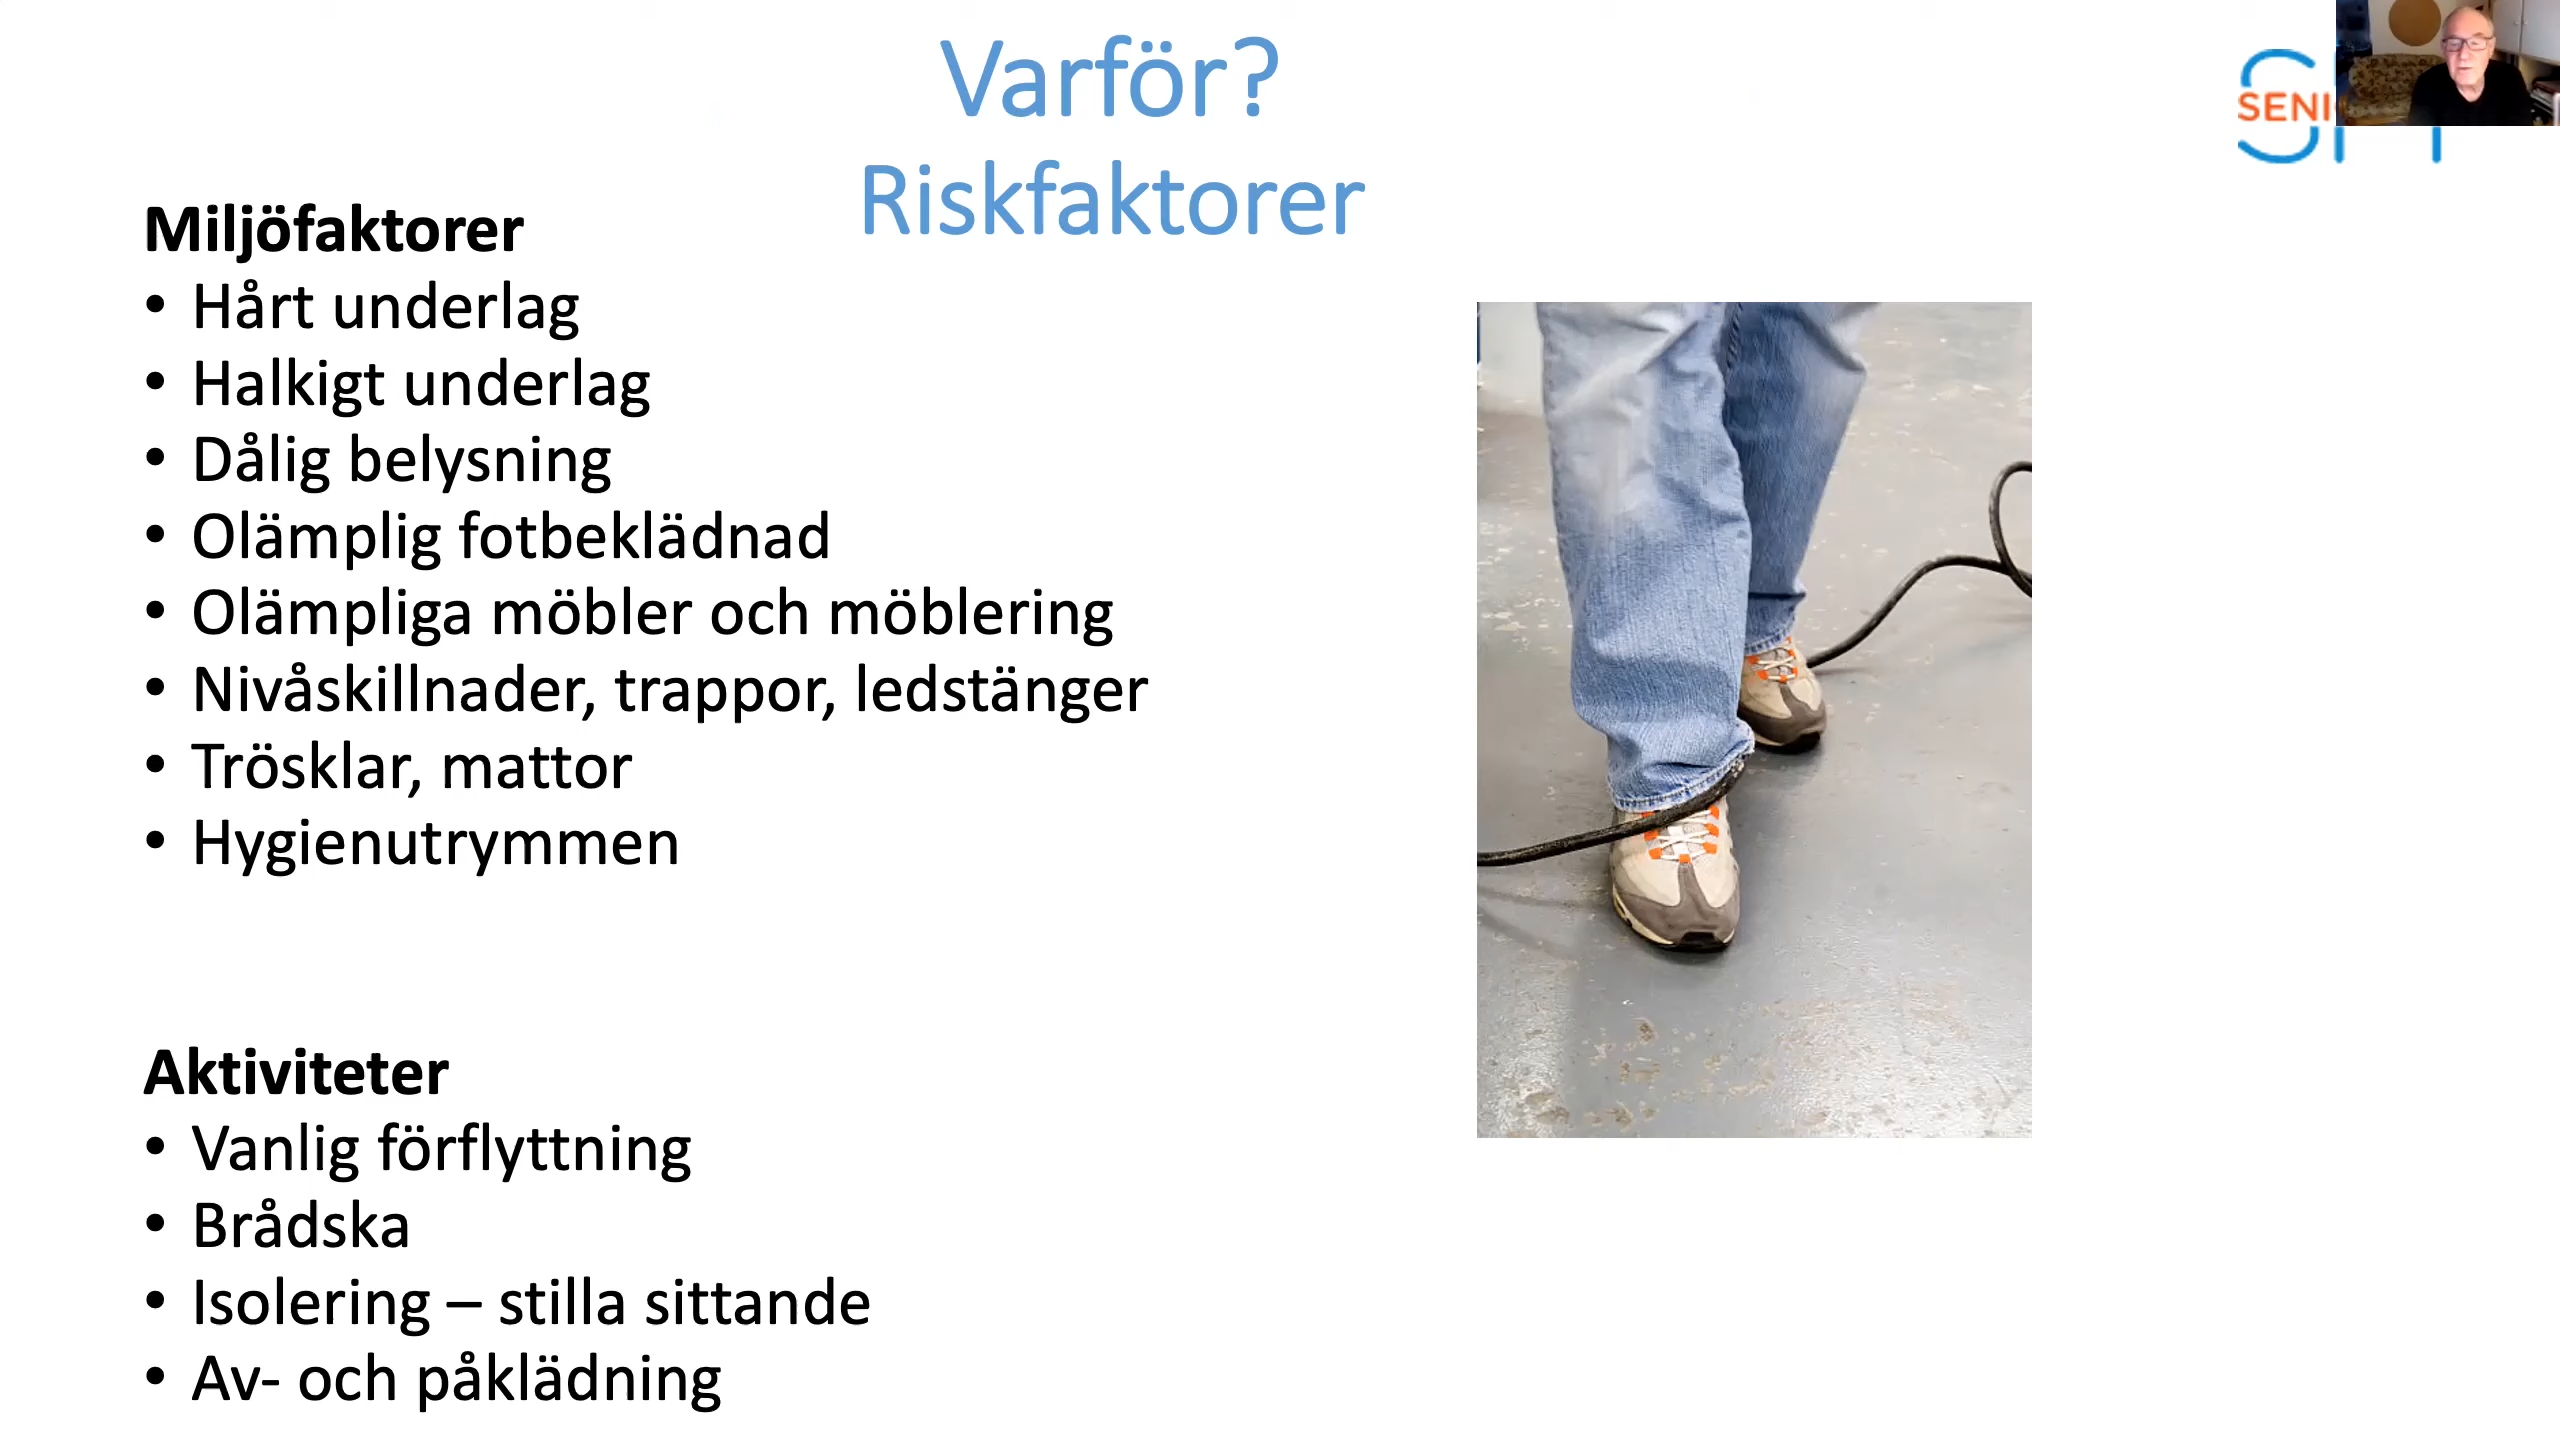 Varför?
Riskfaktorer
Miljöfaktorer
• Hårt underlag
• Halkigt underlag
• Dålig belysning
• Olämplig fotbeklädnad
• Olämpliga möbler och möblering
• Nivåskillnader, trappor, ledstänger
• Trösklar, mattor
• Hygienutrymmen
Aktiviteter
• Vanlig förflyttning
• Brådska
• Isolering – stilla sittande
• Av- och påklädning